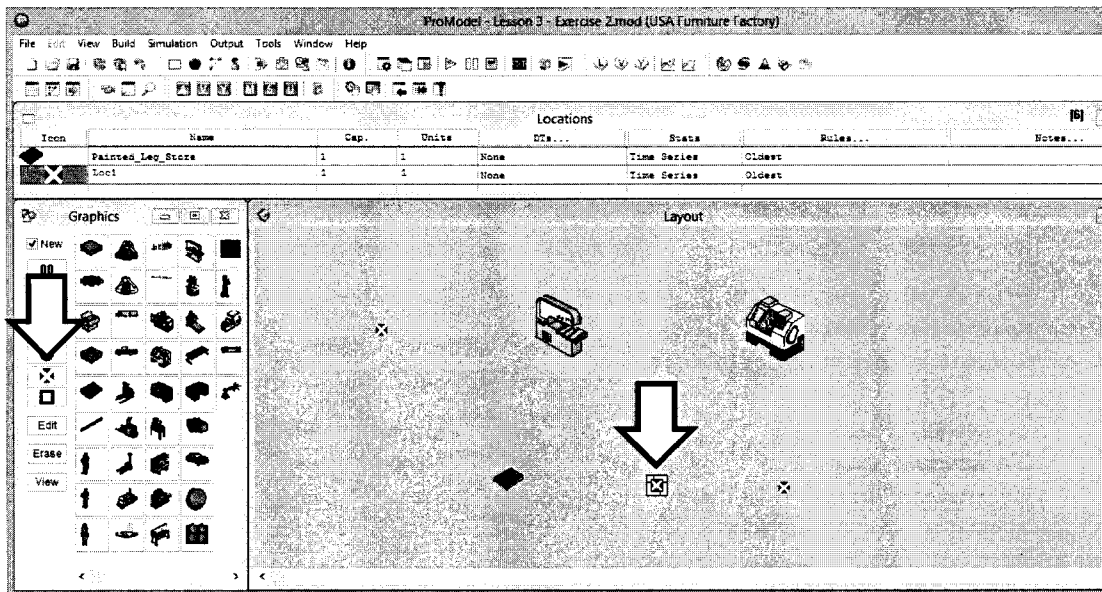 ProModel - Lesson 3 - Exercise 2.mod (USA Furniture Factory)
File Edit View Build Simulation Output Tools Window Help
Locations [6]
Icon Name Cap. Units DTs... Stats Rules... Notes...
Painted_Leg_Store 1 1 None Time Series Oldest
Loc1 1 1 None Time Series Oldest
Graphics
Layout
New
Edit
Erase
View